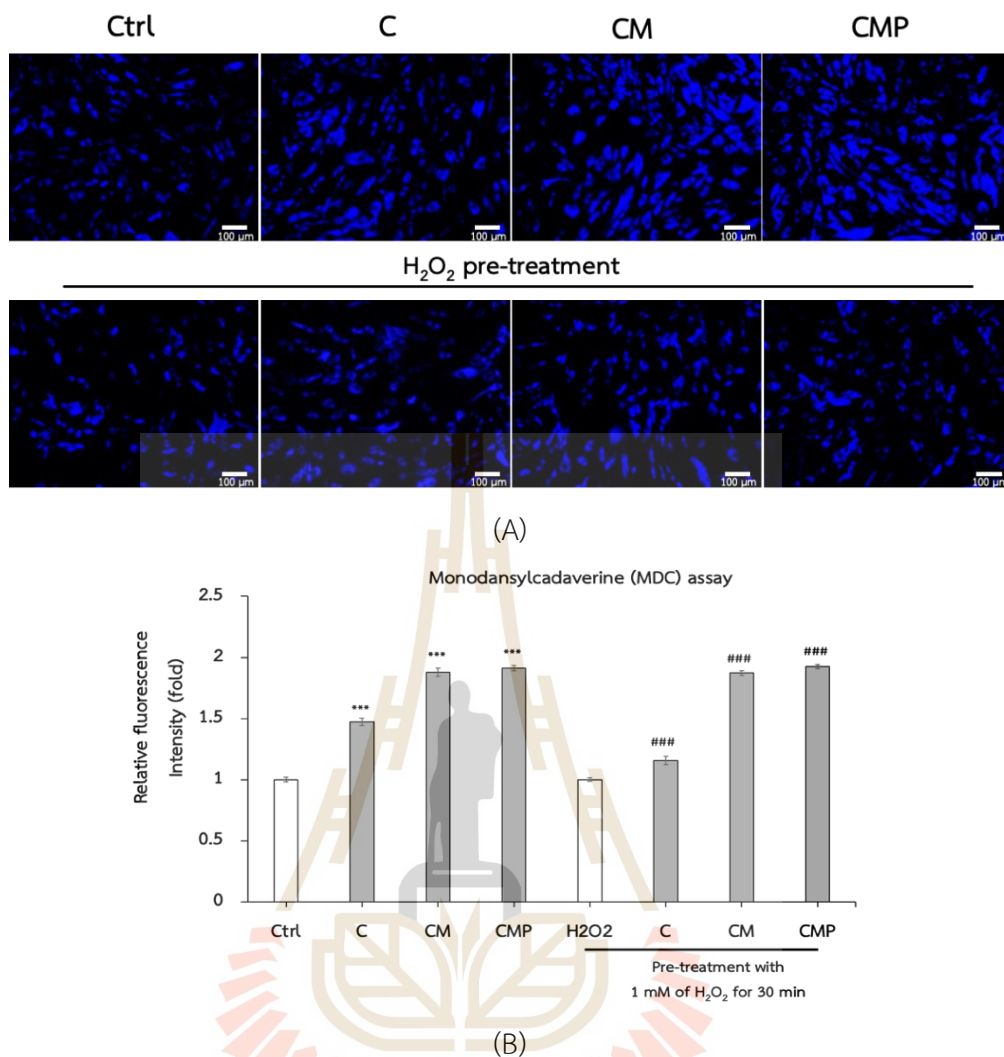 Ctrl C CM CMP
100 µm 100 µm 100 µm 100 µm
H₂O₂ pre-treatment
100 µm 100 µm 100 µm 100 µm
(A)
Monodansylcadaverine (MDC) assay
Relative fluorescence
Intensity (fold)
2.5
2
1.5
1
0.5
0
*** *** *** ### ### ###
Ctrl C CM CMP H2O2 C CM CMP
Pre-treatment with
1 mM of H₂O₂ for 30 min
(B)